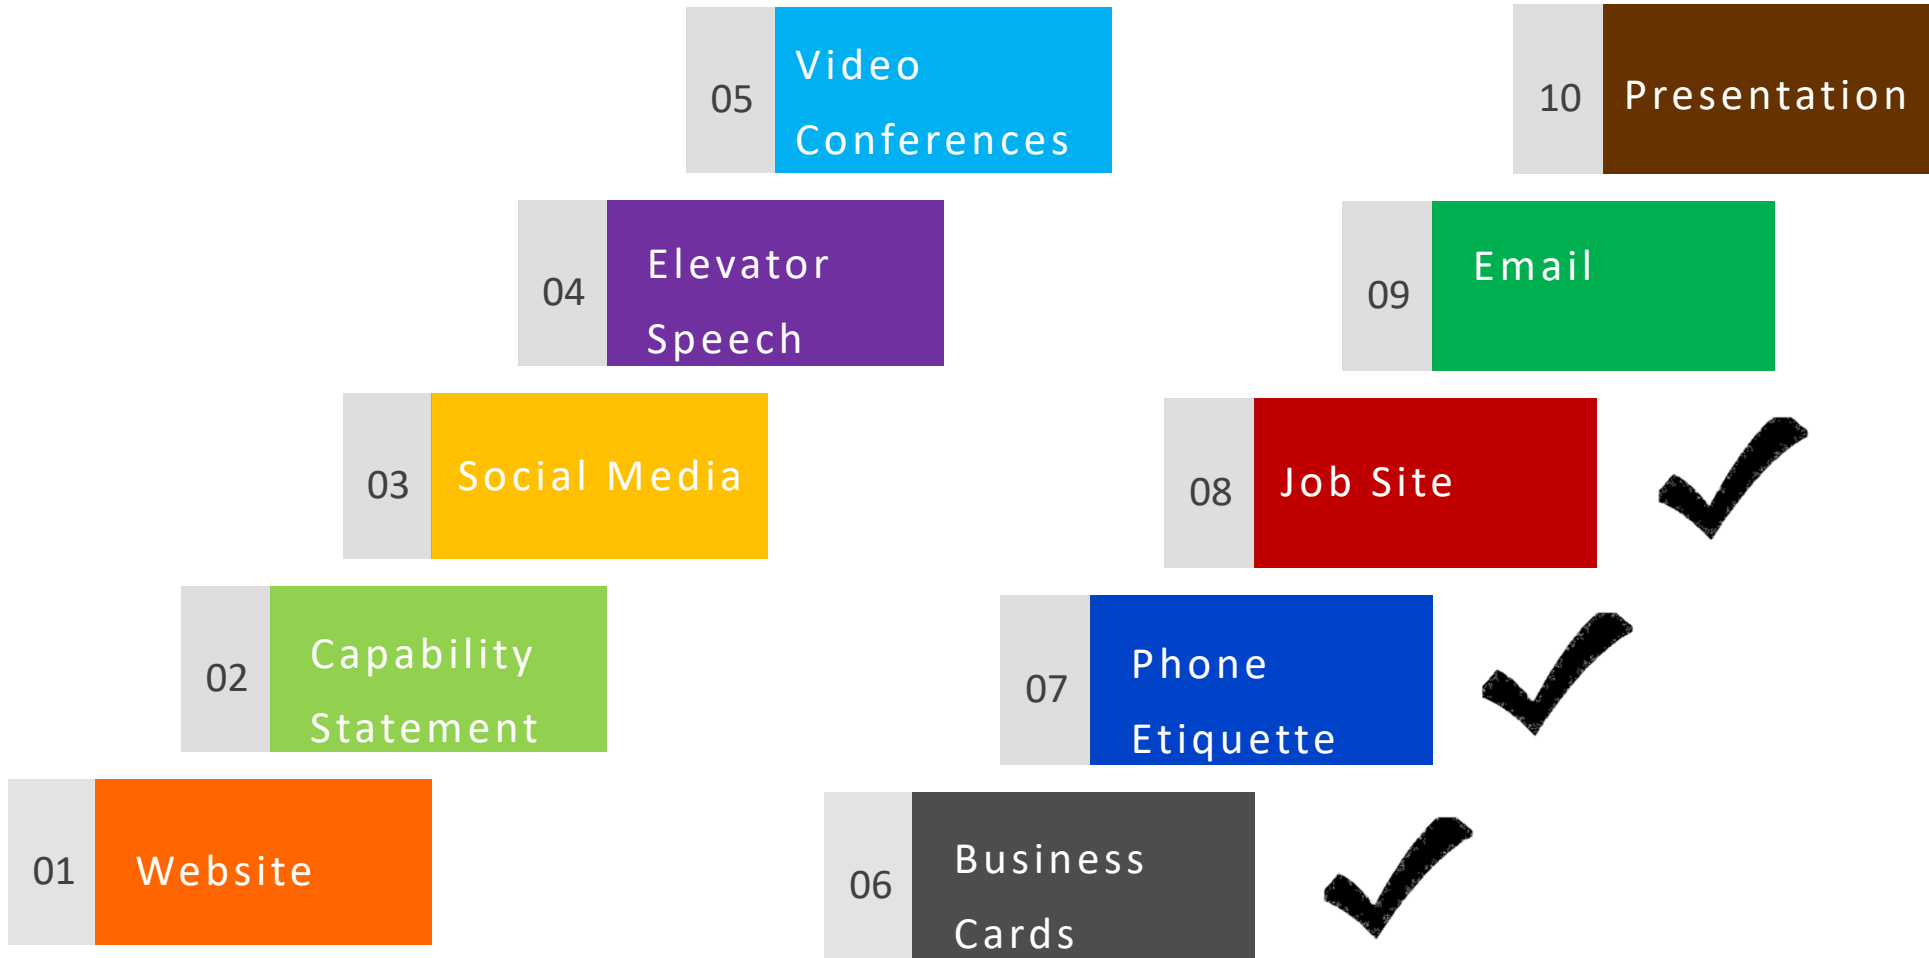 01
Website
02
Capability
Statement
03
Social Media
04
Elevator
Speech
05
Video
Conferences
06
Business
Cards
07
Phone
Etiquette
08
Job Site
09
Email
10
Presentation